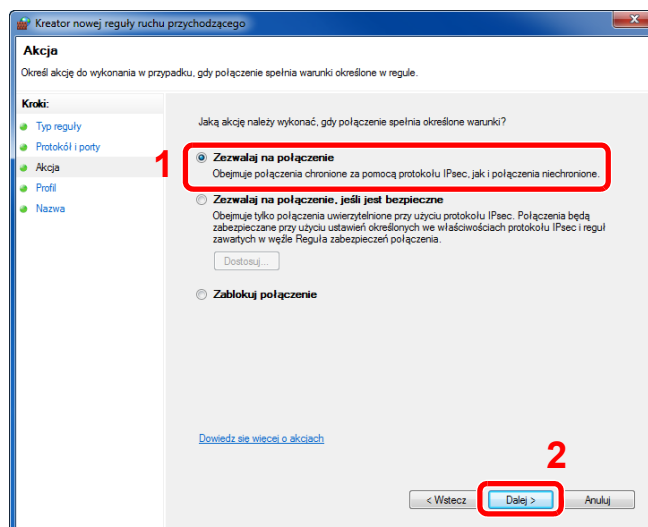 Kreator nowej reguły ruchu przychodzącego
Akcja
Określ akcję do wykonania w przypadku, gdy połączenie spełnia warunki określone w regule.
Kroki:
Typ reguły
Protokół i porty
Akcja
Profil
Nazwa
Jaką akcję należy wykonać, gdy połączenie spełnia określone warunki?
1
Zezwalaj na połączenie
Obejmuje połączenia chronione za pomocą protokołu IPsec, jak i połączenia niechronione.
Zezwalaj na połączenie, jeśli jest bezpieczne
Obejmuje tylko połączenia uwierzytelnione przy użyciu protokołu IPsec. Połączenia będą
zabezpieczane przy użyciu ustawień określonych we właściwościach protokołu IPsec i reguł
zawartych w węźle Reguła zabezpieczeń połączenia.
Dostosuj...
Zablokuj połączenie
Dowiedz się więcej o akcjach
2
< Wstecz
Dalej >
Anuluj